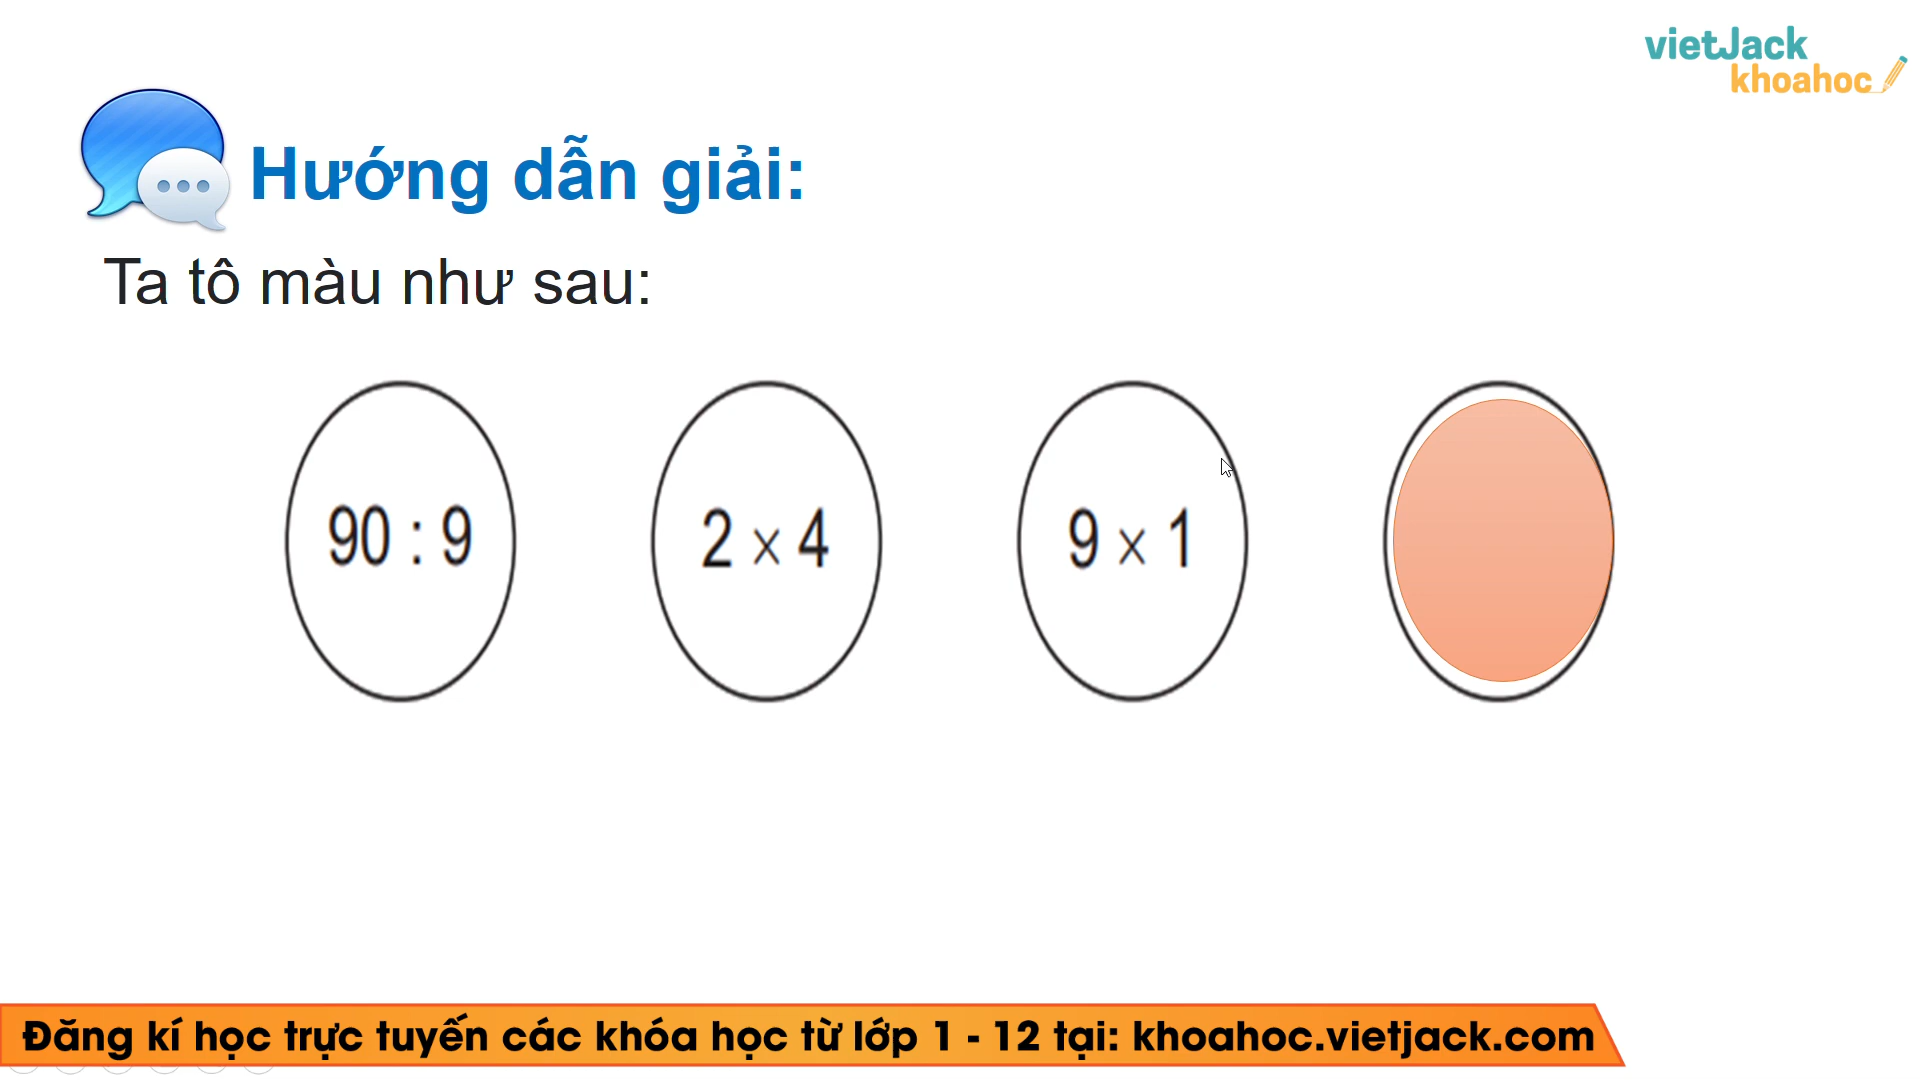 vietJack
khoahoc
Hướng dẫn giải:
Ta tô màu như sau:
90 : 9
2 × 4
9 × 1
Đăng kí học trực tuyến các khóa học từ lớp 1 - 12 tại: khoahoc.vietjack.com